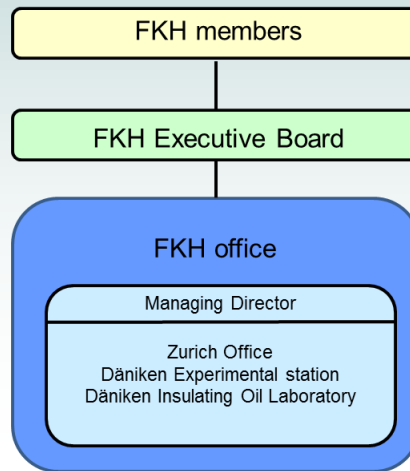 FKH members
FKH Executive Board
FKH office
Managing Director
Zurich Office
Däniken Experimental station
Däniken Insulating Oil Laboratory